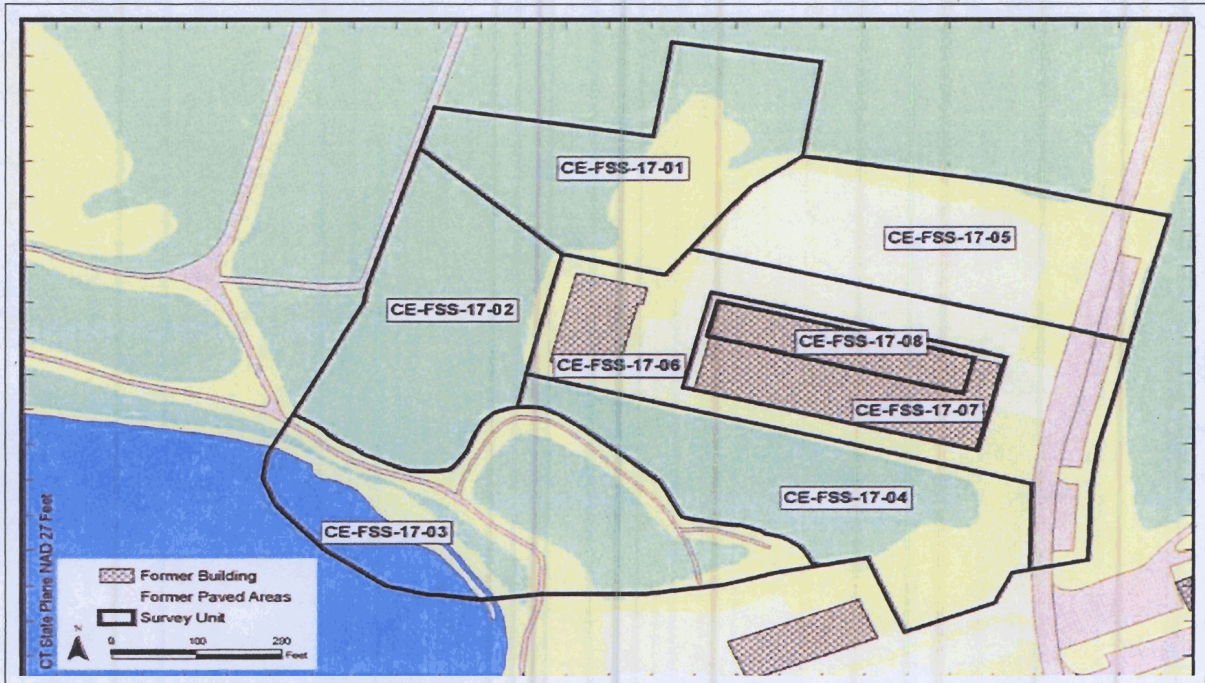 CE-FSS-17-01
CE-FSS-17-05
CE-FSS-17-02
CE-FSS-17-08
CE-FSS-17-06
CE-FSS-17-07
CE-FSS-17-04
CE-FSS-17-03
CT State Plane NAD 27 Feet
Former Building
Former Paved Areas
Survey Unit
N
0 100 200
Feet